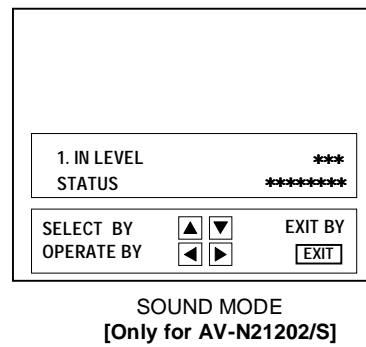 1. IN LEVEL ***
STATUS ********
SELECT BY ▲ ▼ EXIT BY
OPERATE BY ◀ ▶ EXIT
SOUND MODE
[Only for AV-N21202/S]